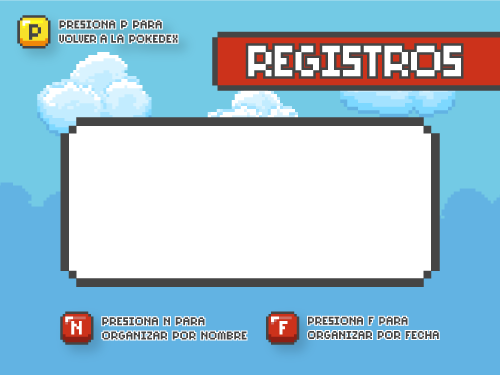 P
PRESIONA P PARA
VOLVER A LA POKEDEX
REGISTROS
N
PRESIONA N PARA
ORGANIZAR POR NOMBRE
F
PRESIONA F PARA
ORGANIZAR POR FECHA